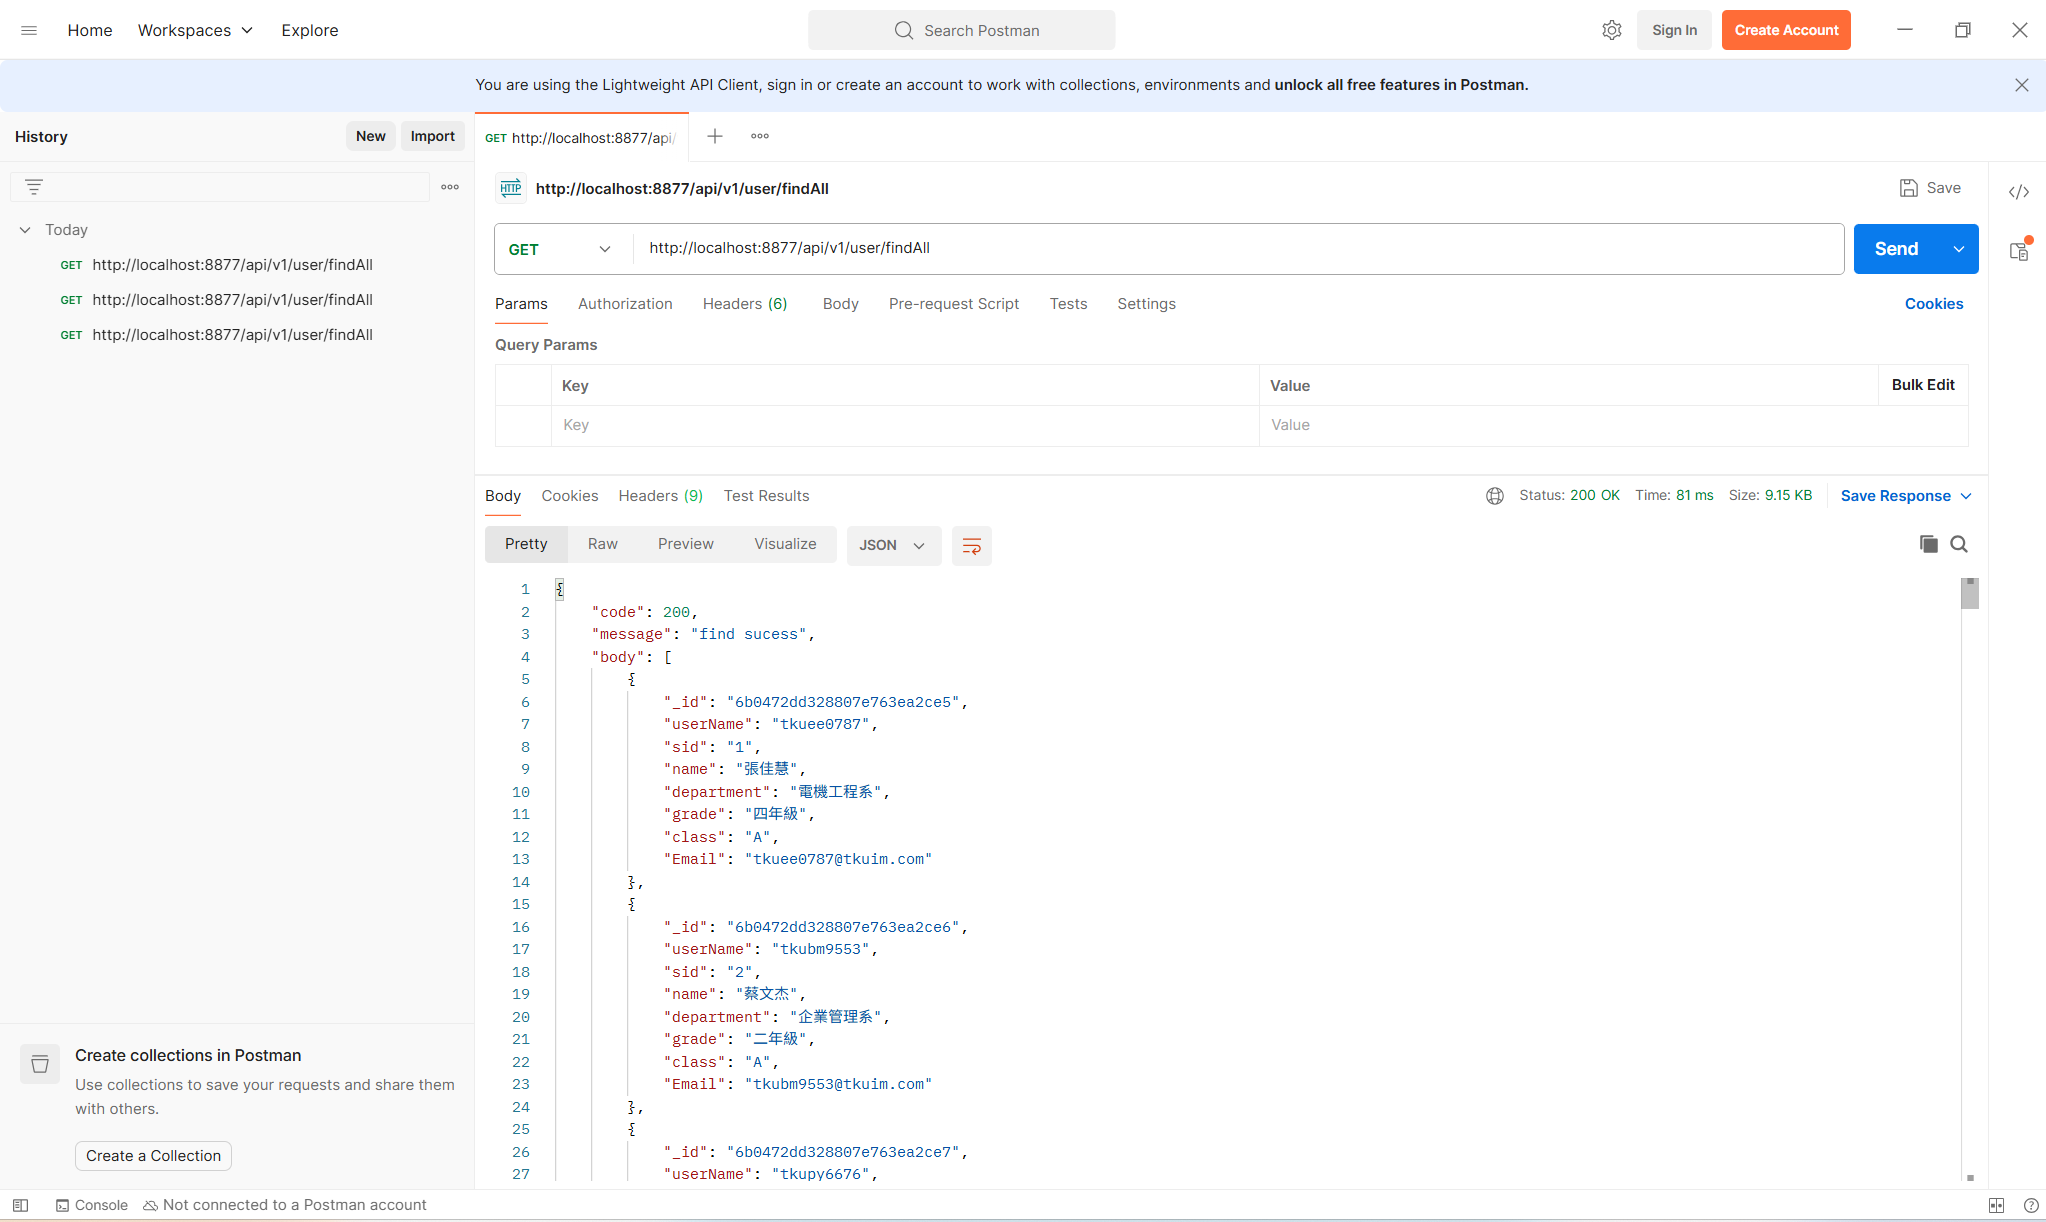 Home Workspaces Explore Search Postman Sign In Create Account
You are using the Lightweight API Client, sign in or create an account to work with collections, environments and unlock all free features in Postman.
History New Import
GET http://localhost:8877/api/
http://localhost:8877/api/v1/user/findAll
Save
Today
GET http://localhost:8877/api/v1/user/findAll
GET http://localhost:8877/api/v1/user/findAll
GET http://localhost:8877/api/v1/user/findAll
GET http://localhost:8877/api/v1/user/findAll Send
Params Authorization Headers (6) Body Pre-request Script Tests Settings Cookies
Query Params
Key Value Bulk Edit
Key Value
Body Cookies Headers (9) Test Results Status: 200 OK Time: 81 ms Size: 9.15 KB Save Response
Pretty Raw Preview Visualize JSON
1 {
2 "code": 200,
3 "message": "find sucess",
4 "body": [
5 {
6 "_id": "6b0472dd328807e763ea2ce5",
7 "userName": "tkuee0787",
8 "sid": "1",
9 "name": "張佳慧",
10 "department": "電機工程系",
11 "grade": "四年級",
12 "class": "A",
13 "Email": "tkuee0787@tkuim.com"
14 },
15 {
16 "_id": "6b0472dd328807e763ea2ce6",
17 "userName": "tkubm9553",
18 "sid": "2",
19 "name": "蔡文杰",
20 "department": "企業管理系",
21 "grade": "二年級",
22 "class": "A",
23 "Email": "tkubm9553@tkuim.com"
24 },
25 {
26 "_id": "6b0472dd328807e763ea2ce7",
27 "userName": "tkupy6676",
Create collections in Postman
Use collections to save your requests and share them
with others.
Create a Collection
Console Not connected to a Postman account